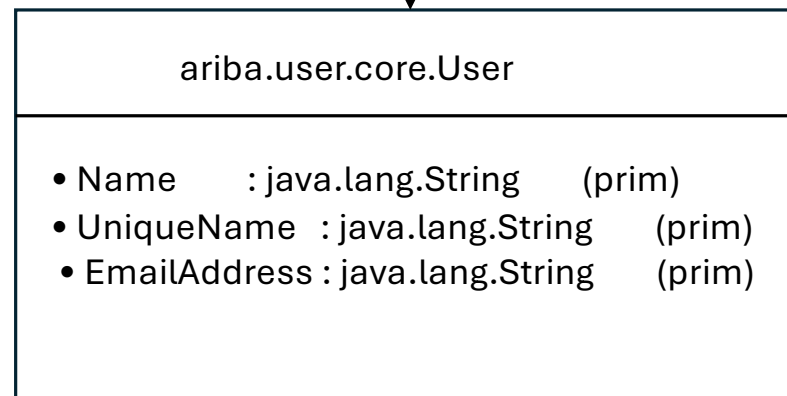 ariba.user.core.User
• Name : java.lang.String (prim)
• UniqueName : java.lang.String (prim)
• EmailAddress : java.lang.String (prim)